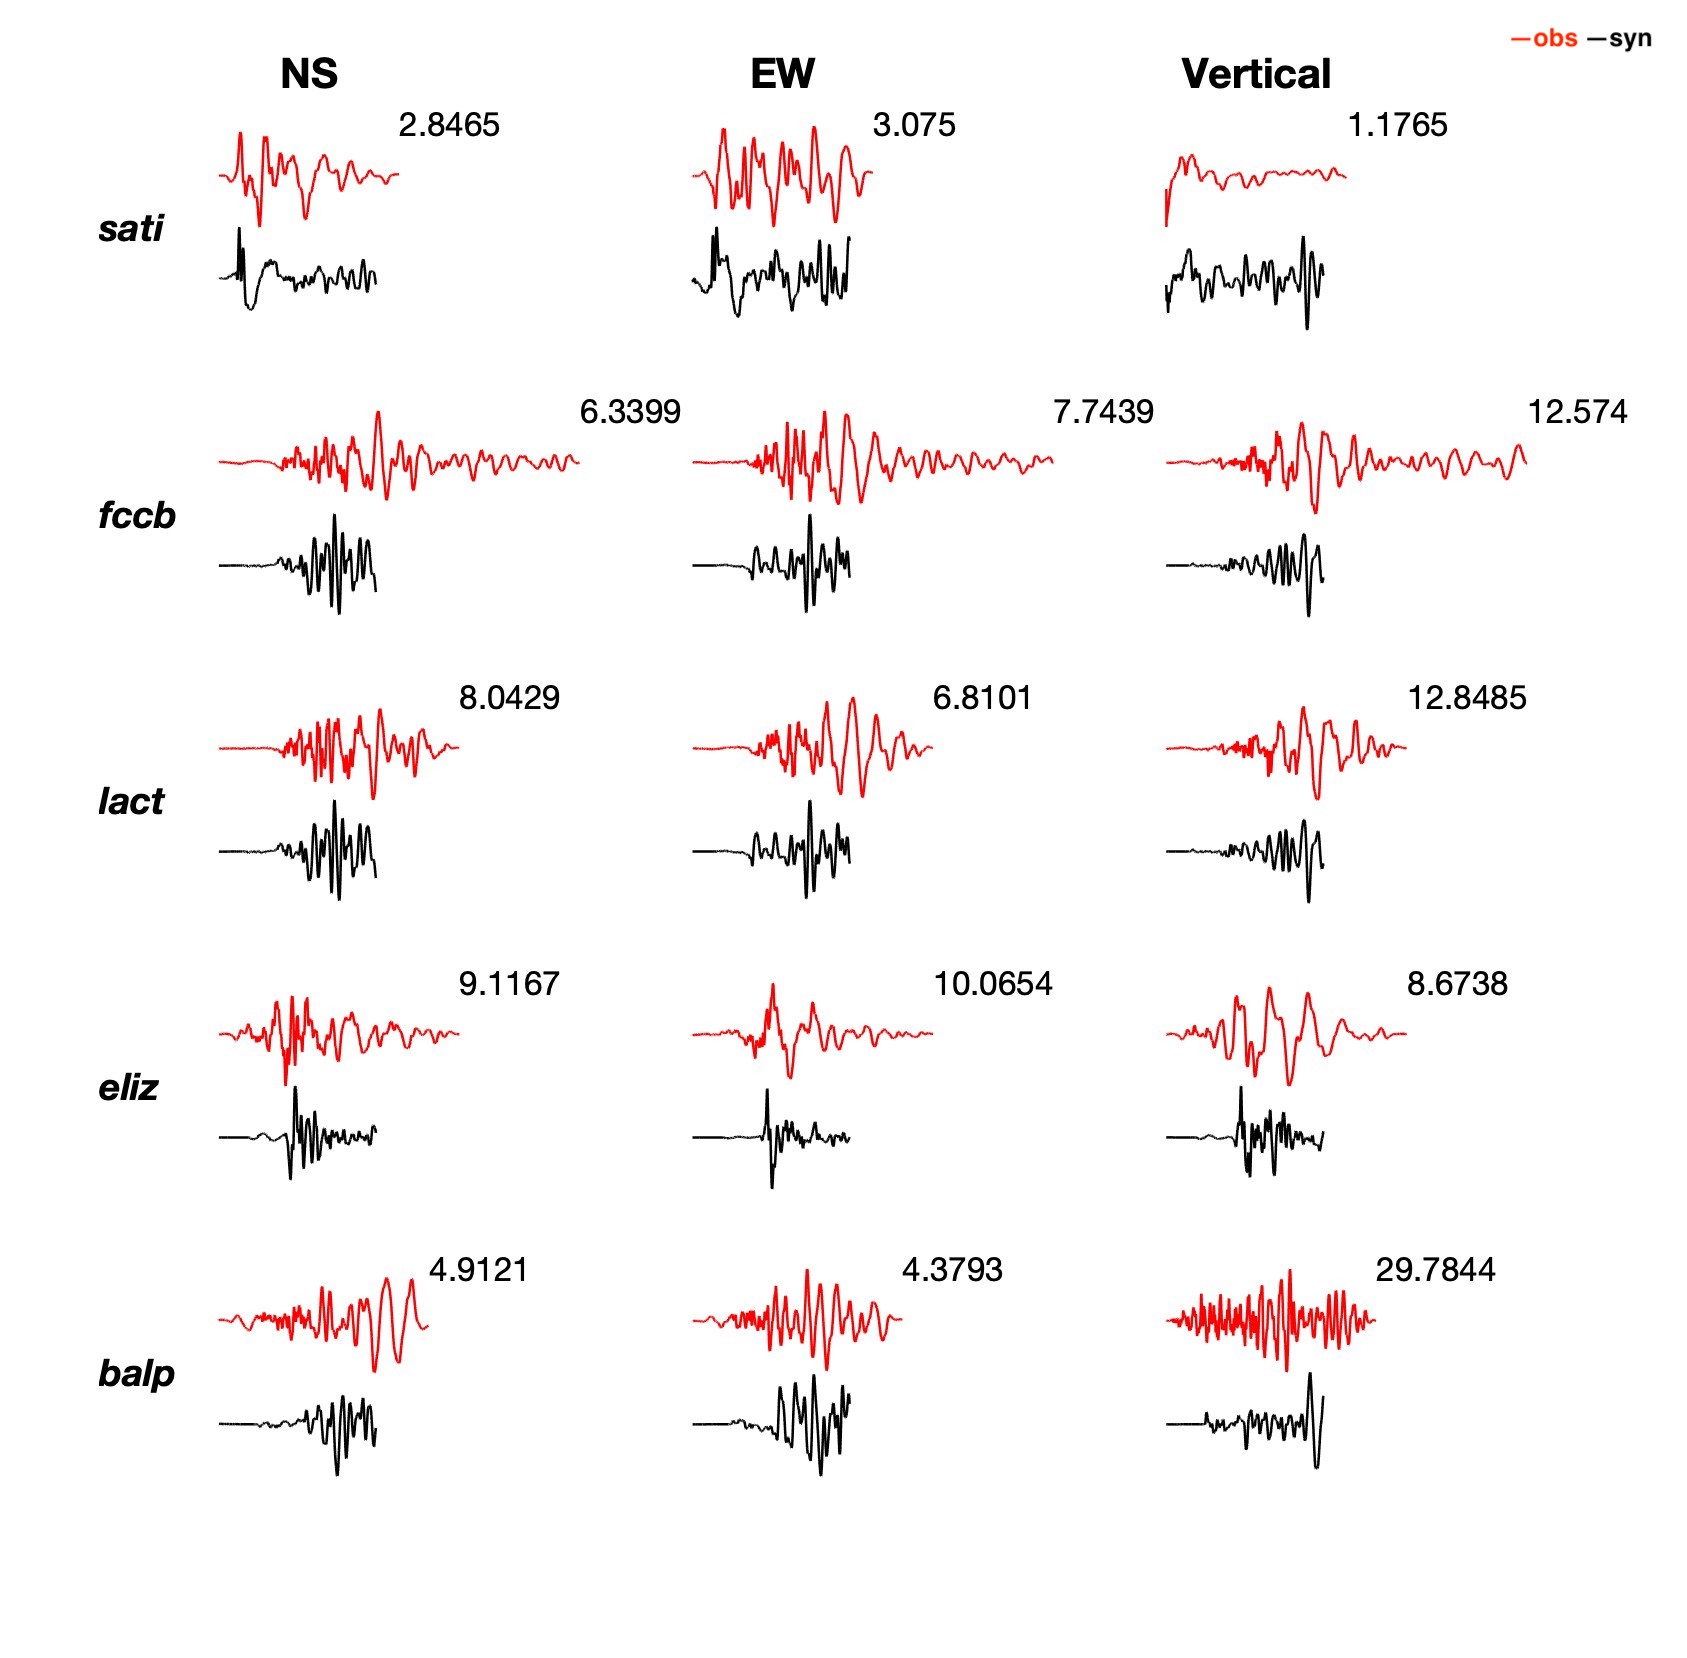 —obs —syn
NS EW Vertical
2.8465 3.075 1.1765
sati
6.3399 7.7439 12.574
fccb
8.0429 6.8101 12.8485
lact
9.1167 10.0654 8.6738
eliz
4.9121 4.3793 29.7844
balp